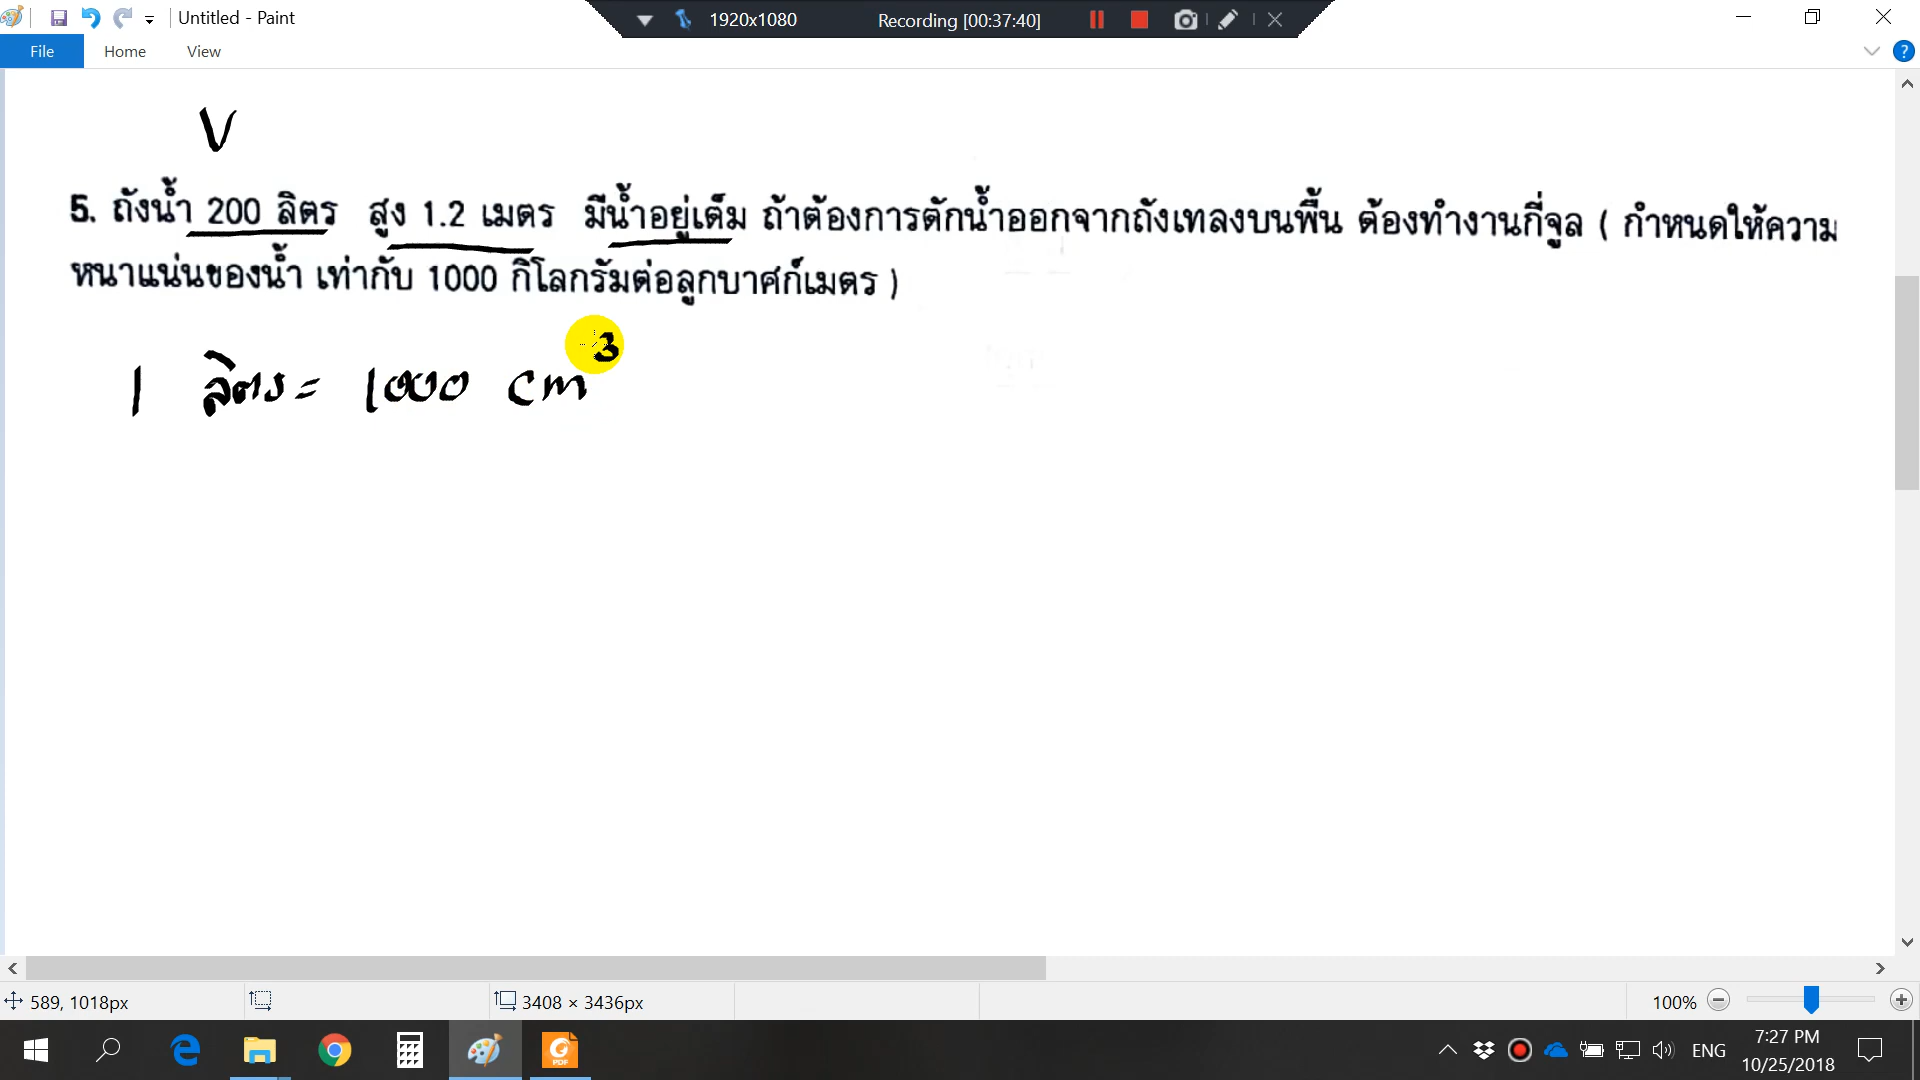 Untitled - Paint
1920x1080
Recording [00:37:40]
File
Home
View
?
V
5. ถังน้ำ 200 ลิตร สูง 1.2 เมตร มีน้ำอยู่เต็ม ถ้าต้องการตักน้ำออกจากถังเทลงบนพื้น ต้องทำงานกี่จูล ( กำหนดให้ความ
หนาแน่นของน้ำ เท่ากับ 1000 กิโลกรัมต่อลูกบาศก์เมตร )
1 ลิตร = 1000 cm³
589, 1018px
3408 × 3436px
100%
PDF
ENG
7:27 PM
10/25/2018